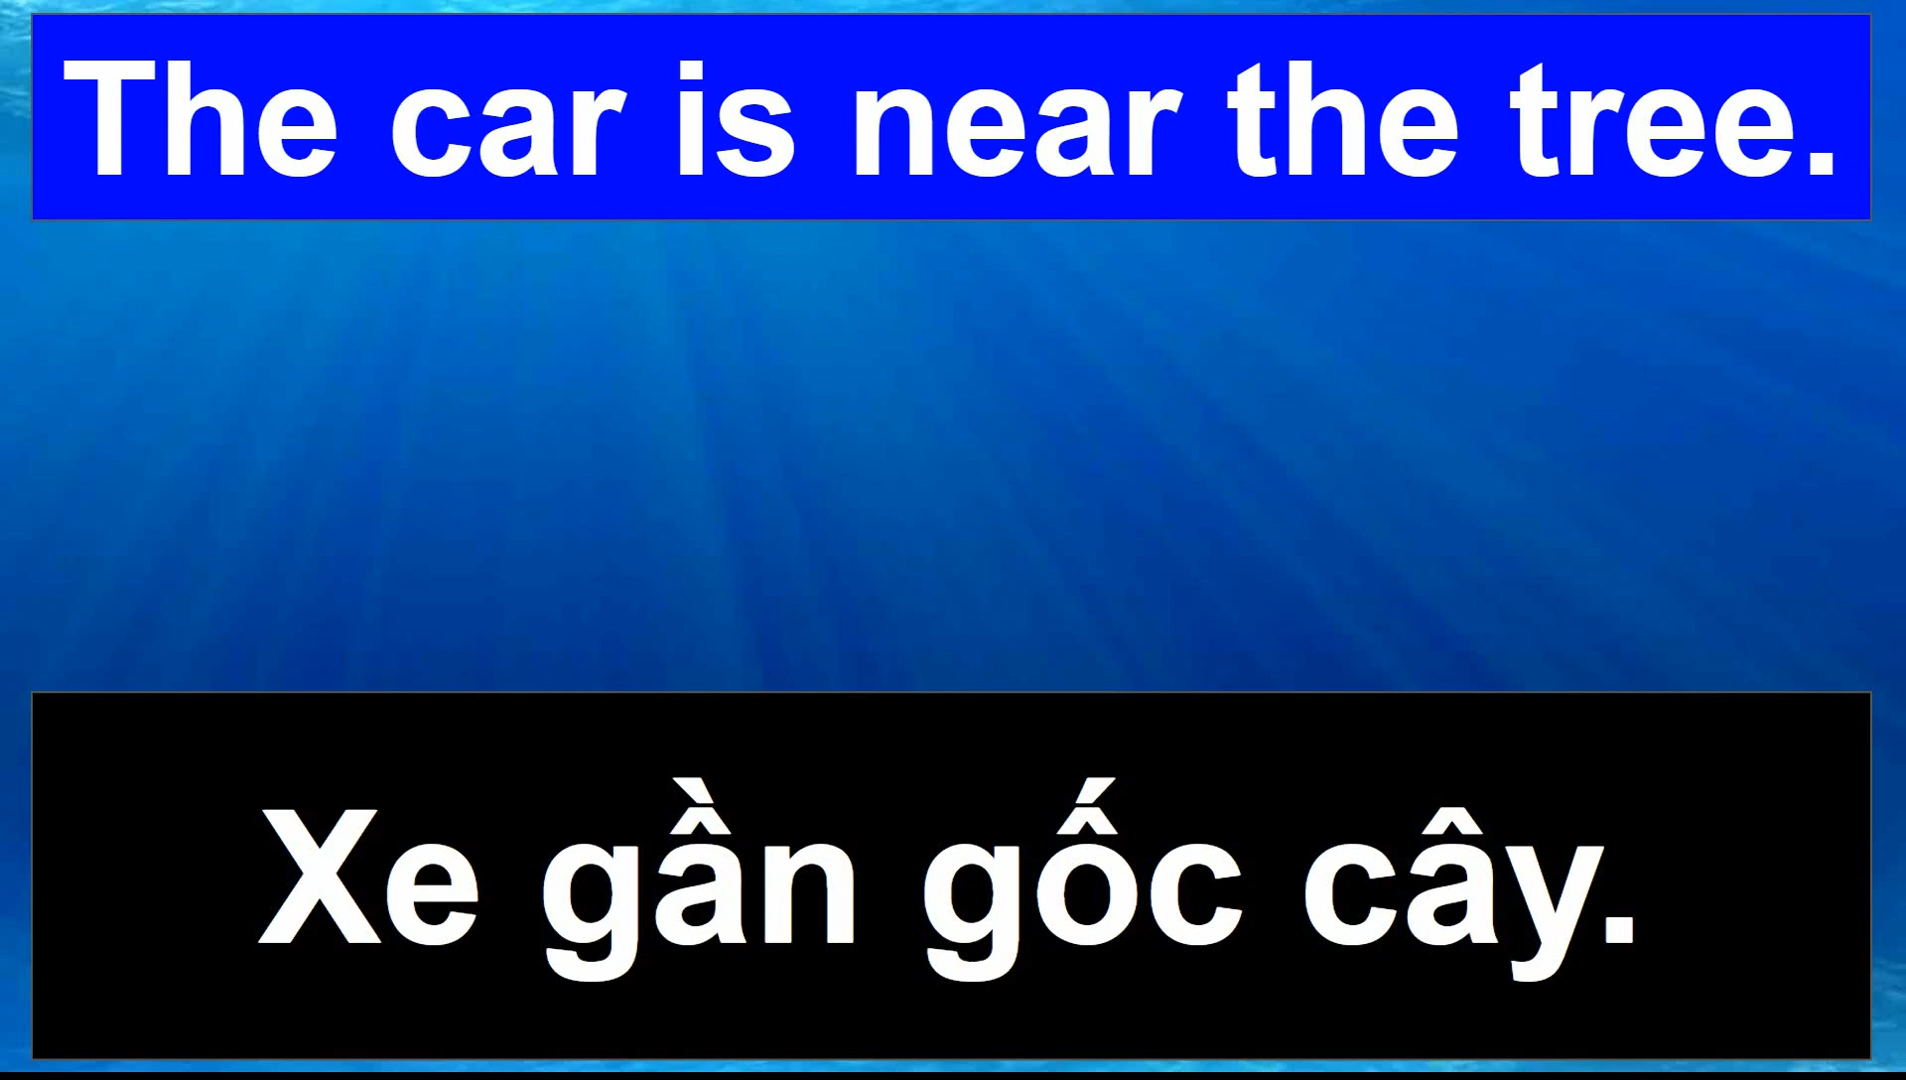 The car is near the tree.
Xe gần gốc cây.